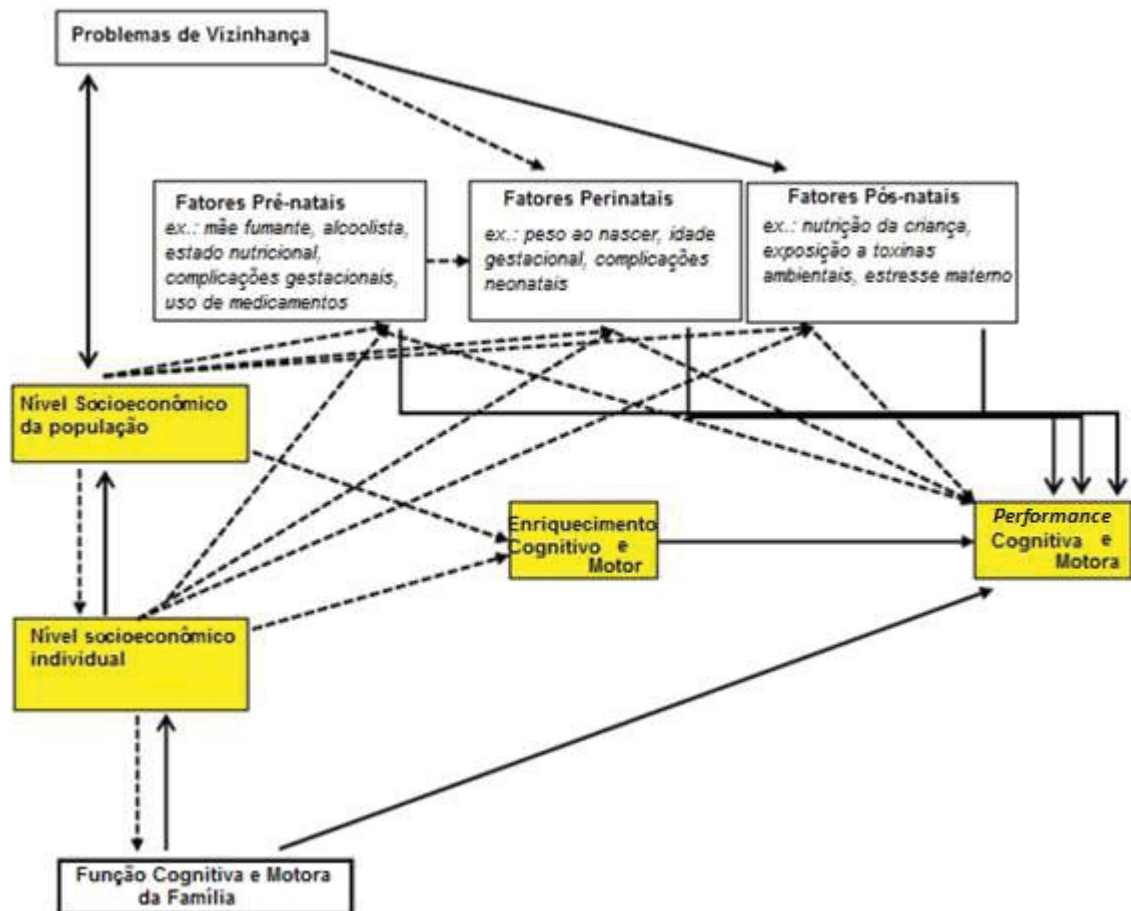 Problemas de Vizinhança
Fatores Pré-natais
ex.: mãe fumante, alcoolista,
estado nutricional,
complicações gestacionais,
uso de medicamentos
Fatores Perinatais
ex.: peso ao nascer, idade
gestacional, complicações
neonatais
Fatores Pós-natais
ex.: nutrição da criança,
exposição a toxinas
ambientais, estresse materno
Nível Socioeconômico
da população
Enriquecimento
Cognitivo e
Motor
Performance
Cognitiva e
Motora
Nível socioeconômico
individual
Função Cognitiva e Motora
da Família